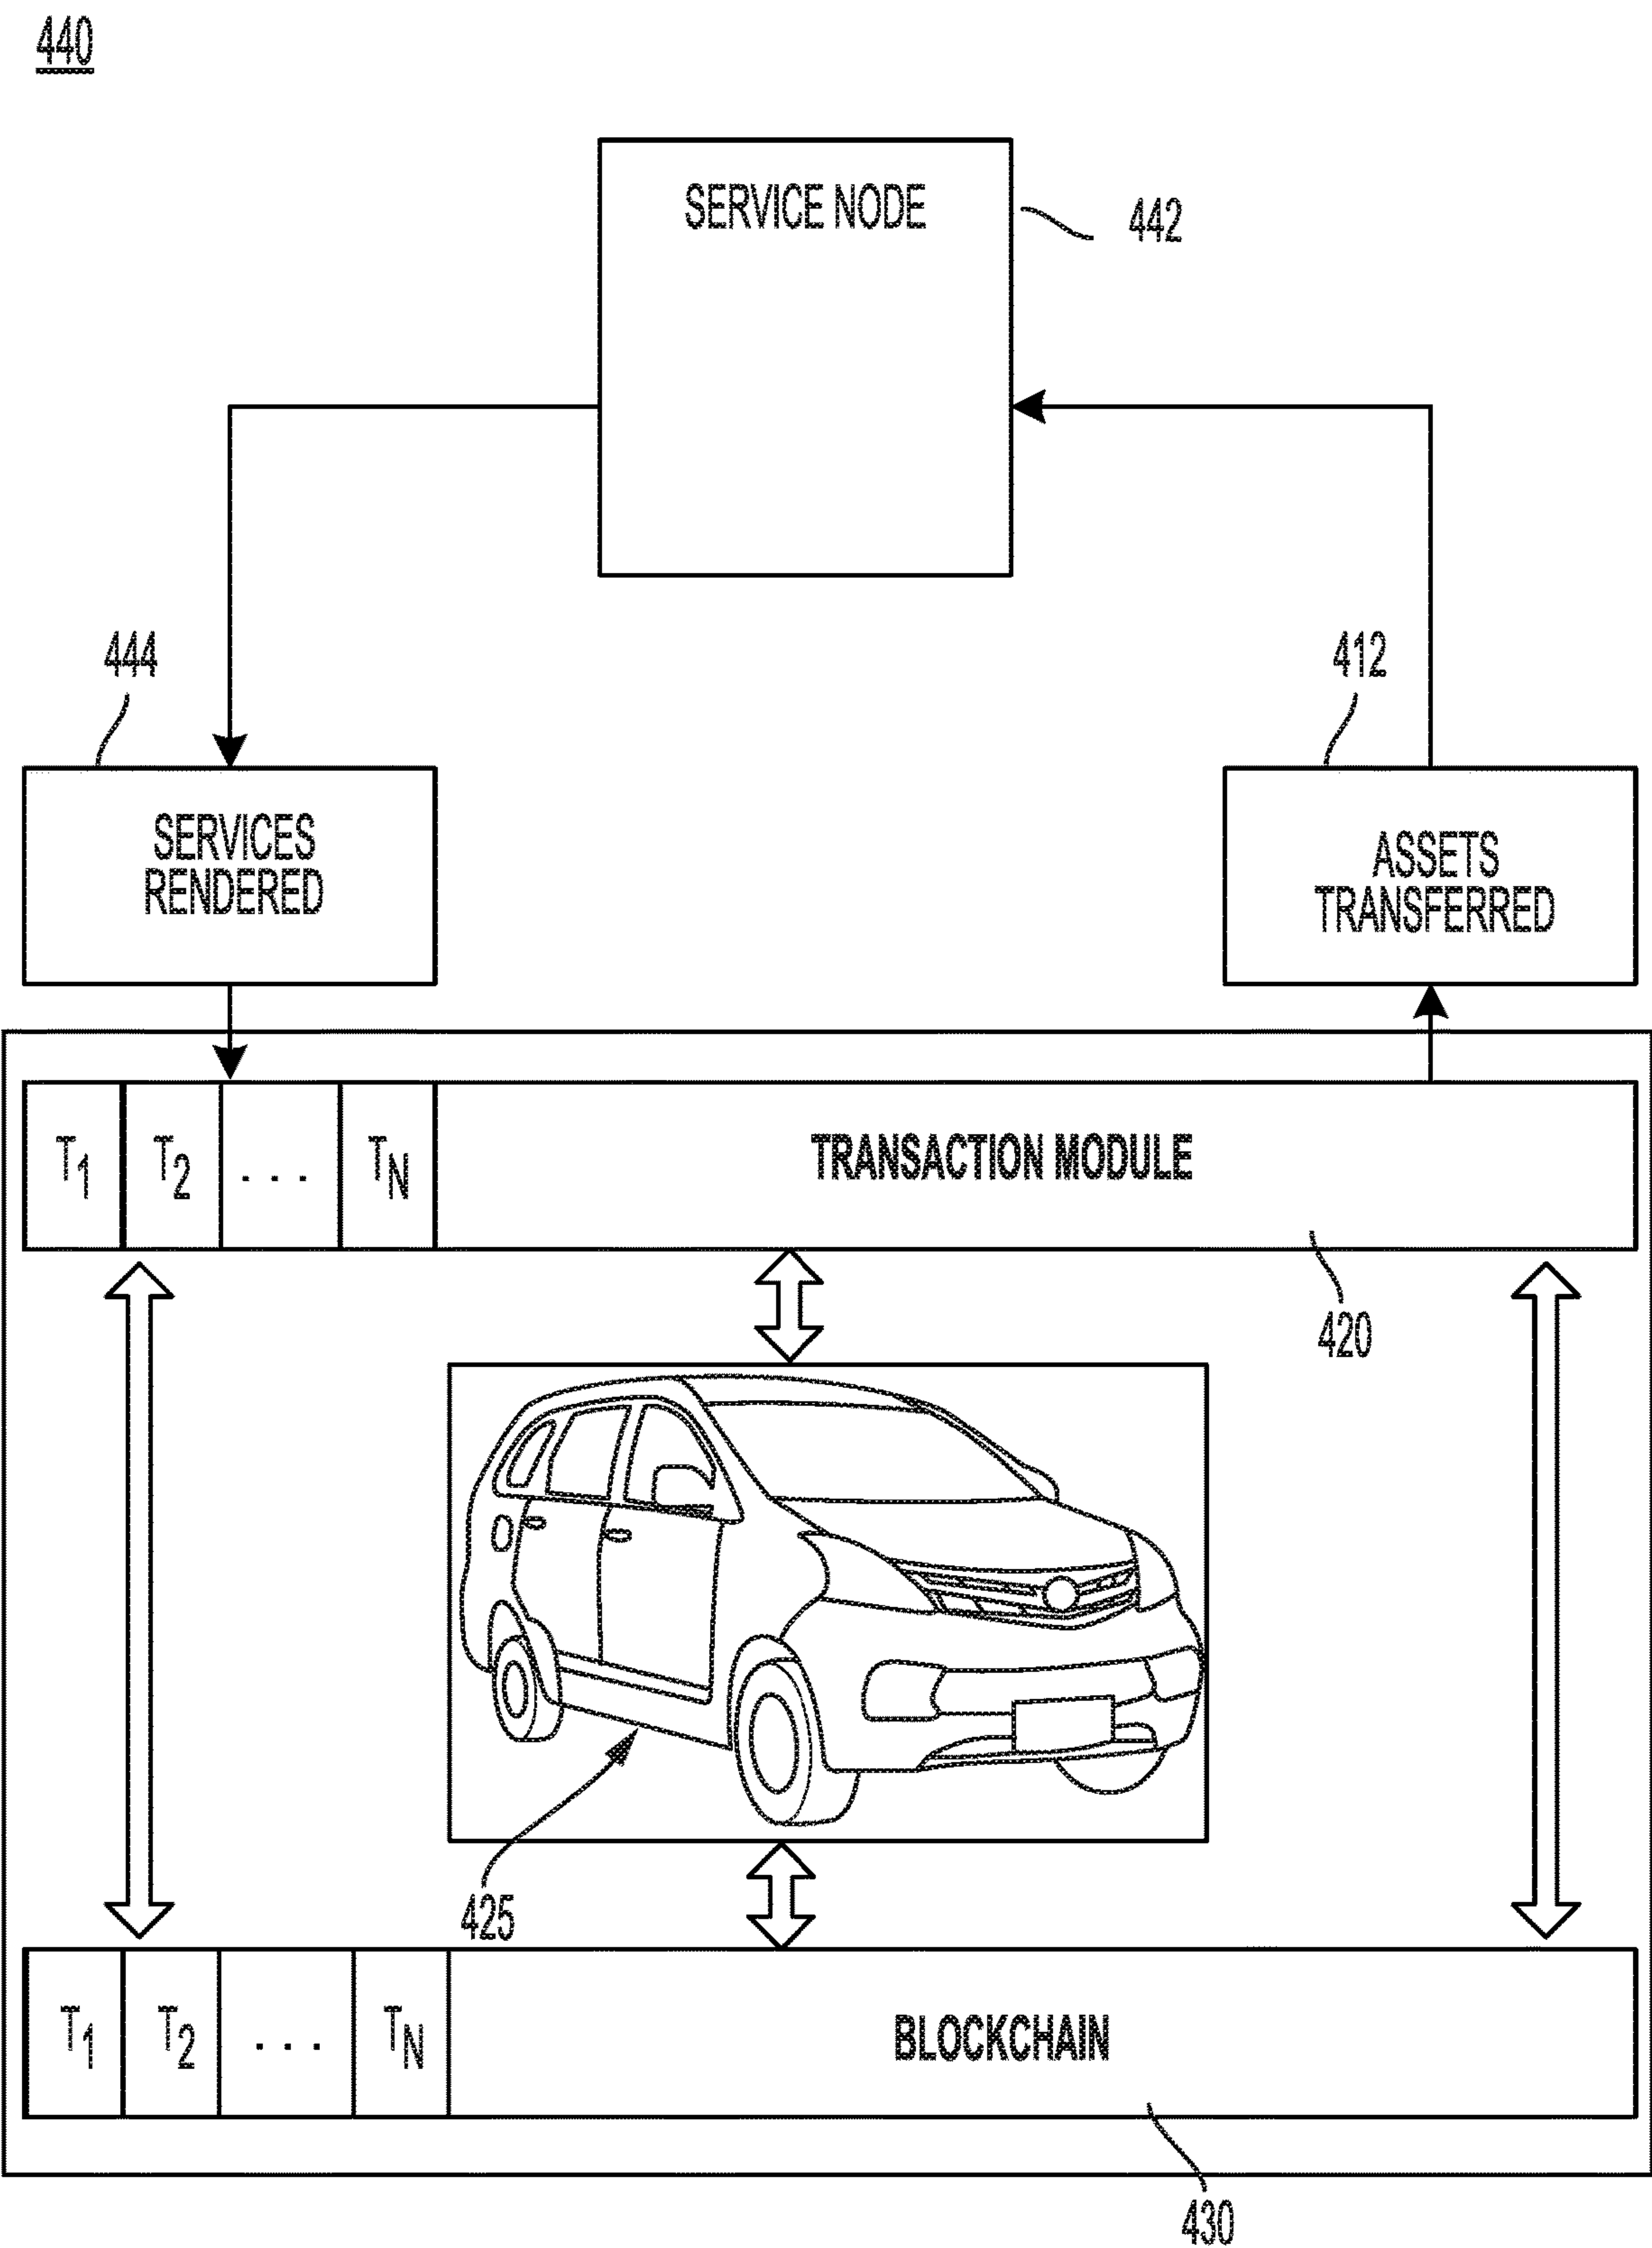 440
SERVICE NODE
442
444
412
SERVICES
RENDERED
ASSETS
TRANSFERRED
T1 T2 ... TN TRANSACTION MODULE
420
425
T1 T2 ... TN BLOCKCHAIN
430